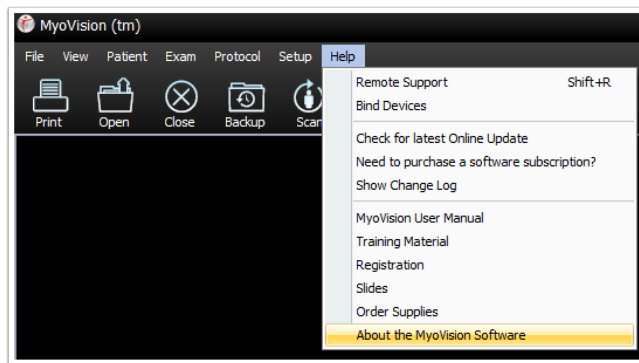 MyoVision (tm)
File View Patient Exam Protocol Setup Help
Print Open Close Backup Scan
Remote Support Shift+R
Bind Devices
Check for latest Online Update
Need to purchase a software subscription?
Show Change Log
MyoVision User Manual
Training Material
Registration
Slides
Order Supplies
About the MyoVision Software